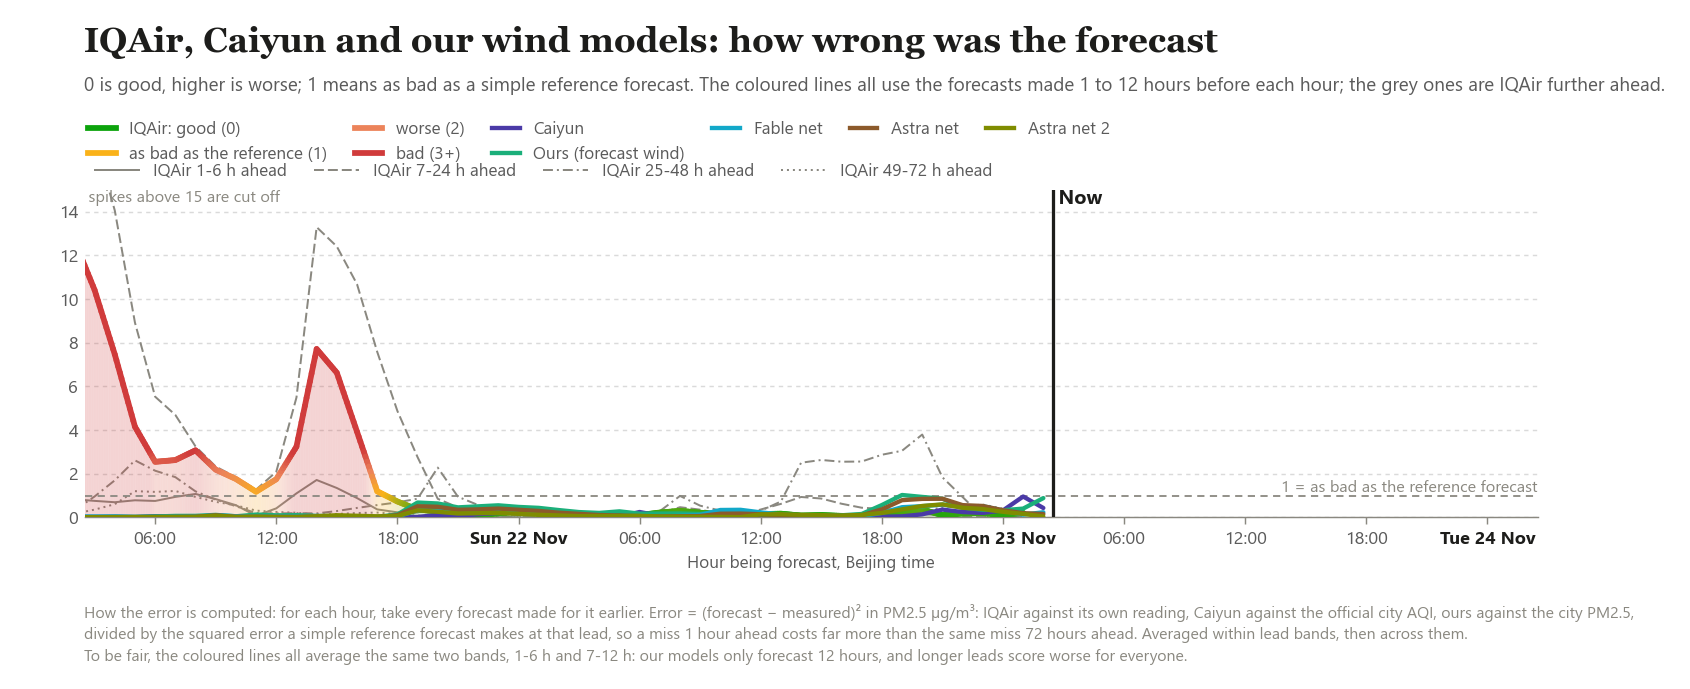 IQAir, Caiyun and our wind models: how wrong was the forecast
0 is good, higher is worse; 1 means as bad as a simple reference forecast. The coloured lines all use the forecasts made 1 to 12 hours before each hour; the grey ones are IQAir further ahead.
IQAir: good (0) worse (2) Caiyun Fable net Astra net Astra net 2
as bad as the reference (1) bad (3+) Ours (forecast wind)
IQAir 1-6 h ahead IQAir 7-24 h ahead IQAir 25-48 h ahead IQAir 49-72 h ahead
spikes above 15 are cut off
Now
14
12
10
8
6
4
2
1 = as bad as the reference forecast
0
06:00 12:00 18:00 Sun 22 Nov 06:00 12:00 18:00 Mon 23 Nov 06:00 12:00 18:00 Tue 24 Nov
Hour being forecast, Beijing time
How the error is computed: for each hour, take every forecast made for it earlier. Error = (forecast − measured)² in PM2.5 µg/m³: IQAir against its own reading, Caiyun against the official city AQI, ours against the city PM2.5,
divided by the squared error a simple reference forecast makes at that lead, so a miss 1 hour ahead costs far more than the same miss 72 hours ahead. Averaged within lead bands, then across them.
To be fair, the coloured lines all average the same two bands, 1-6 h and 7-12 h: our models only forecast 12 hours, and longer leads score worse for everyone.